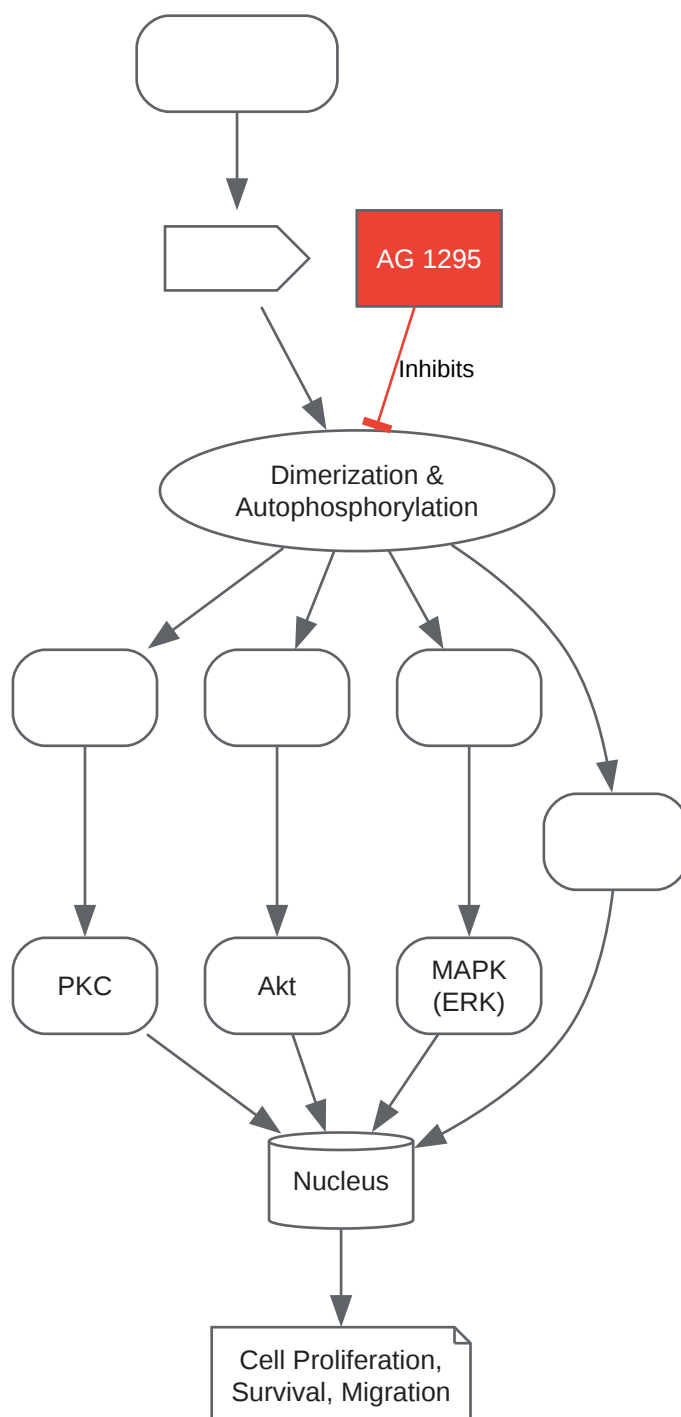 AG 1295
Inhibits
Dimerization &
Autophosphorylation
PKC
Akt
MAPK
(ERK)
Nucleus
Cell Proliferation,
Survival, Migration